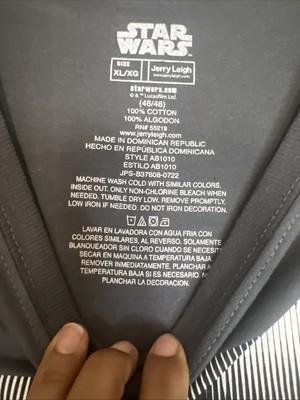 STAR
WARS
SIZE
XL/XG
Jerry Leigh
www.jerryleigh.com
starwars.com
© & ™ Lucasfilm Ltd.
(46/48)
100% COTTON
100% ALGODON
RN# 55219
www.jerryleigh.com
MADE IN DOMINICAN REPUBLIC
HECHO EN REPÚBLICA DOMINICANA
STYLE AB1010
ESTILO AB1010
JPS-B37808-0722
MACHINE WASH COLD WITH SIMILAR COLORS,
INSIDE OUT. ONLY NON-CHLORINE BLEACH WHEN
NEEDED. TUMBLE DRY LOW. REMOVE PROMPTLY.
LOW IRON IF NEEDED. DO NOT IRON DECORATION.
LAVAR EN LAVADORA CON AGUA FRIA CON
COLORES SIMILARES, AL REVERSO. SOLAMENTE
BLANQUEADOR SIN CLORO CUANDO SE NECESITE
SECAR EN MAQUINA A TEMPERATURA BAJA
REMOVER INMEDIATAMENTE. PLANCHAR A
TEMPERATURA BAJA SI ES NECESARIO. NO
PLANCHAR LA DECORACION.